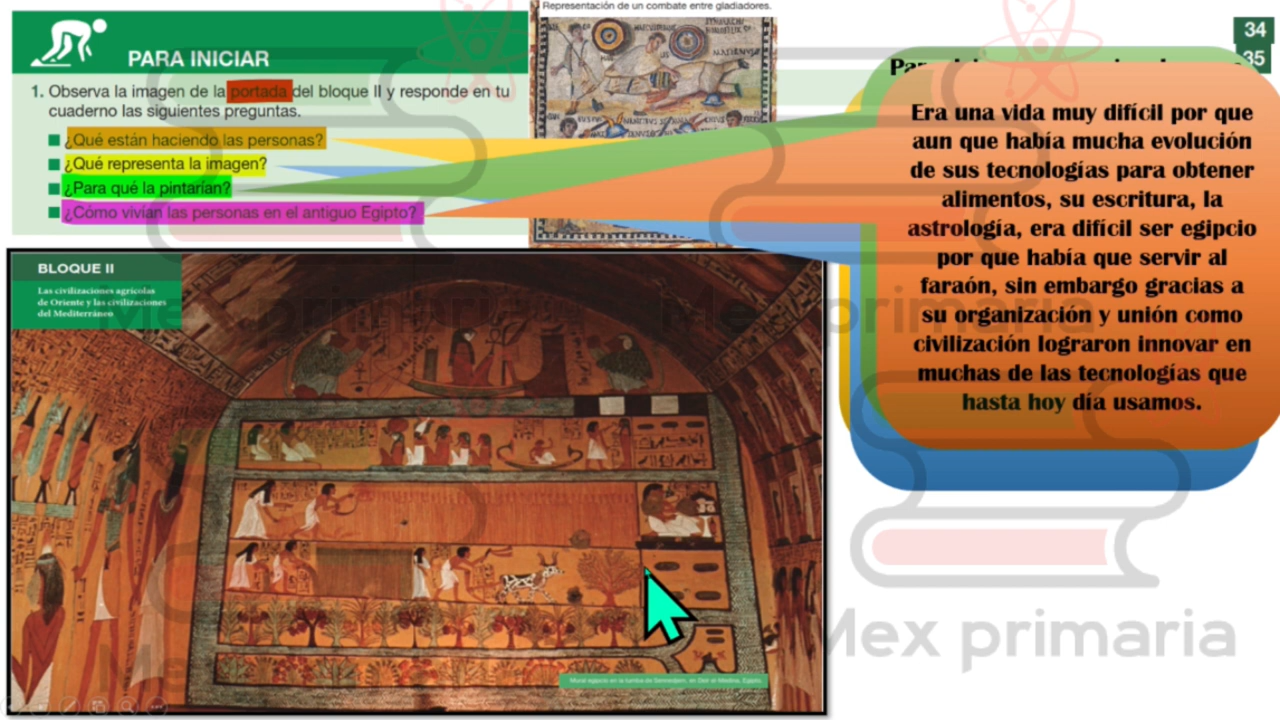 Representación de un combate entre gladiadores.
34
35
PARA INICIAR
1. Observa la imagen de la portada del bloque II y responde en tu
cuaderno las siguientes preguntas.
¿Qué están haciendo las personas?
¿Qué representa la imagen?
¿Para qué la pintarían?
¿Cómo vivían las personas en el antiguo Egipto?
Era una vida muy difícil por que
aun que había mucha evolución
de sus tecnologías para obtener
alimentos, su escritura, la
astrología, era difícil ser egipcio
por que había que servir al
faraón, sin embargo gracias a
su organización y unión como
civilización lograron innovar en
muchas de las tecnologías que
hasta hoy día usamos.
BLOQUE II
Las civilizaciones agrícolas
de Oriente y las civilizaciones
del Mediterráneo
Mural egipcio en la tumba de Sennedjem, en Deir el Medina, Egipto.
Mex primaria
Mex primaria
Mex primaria